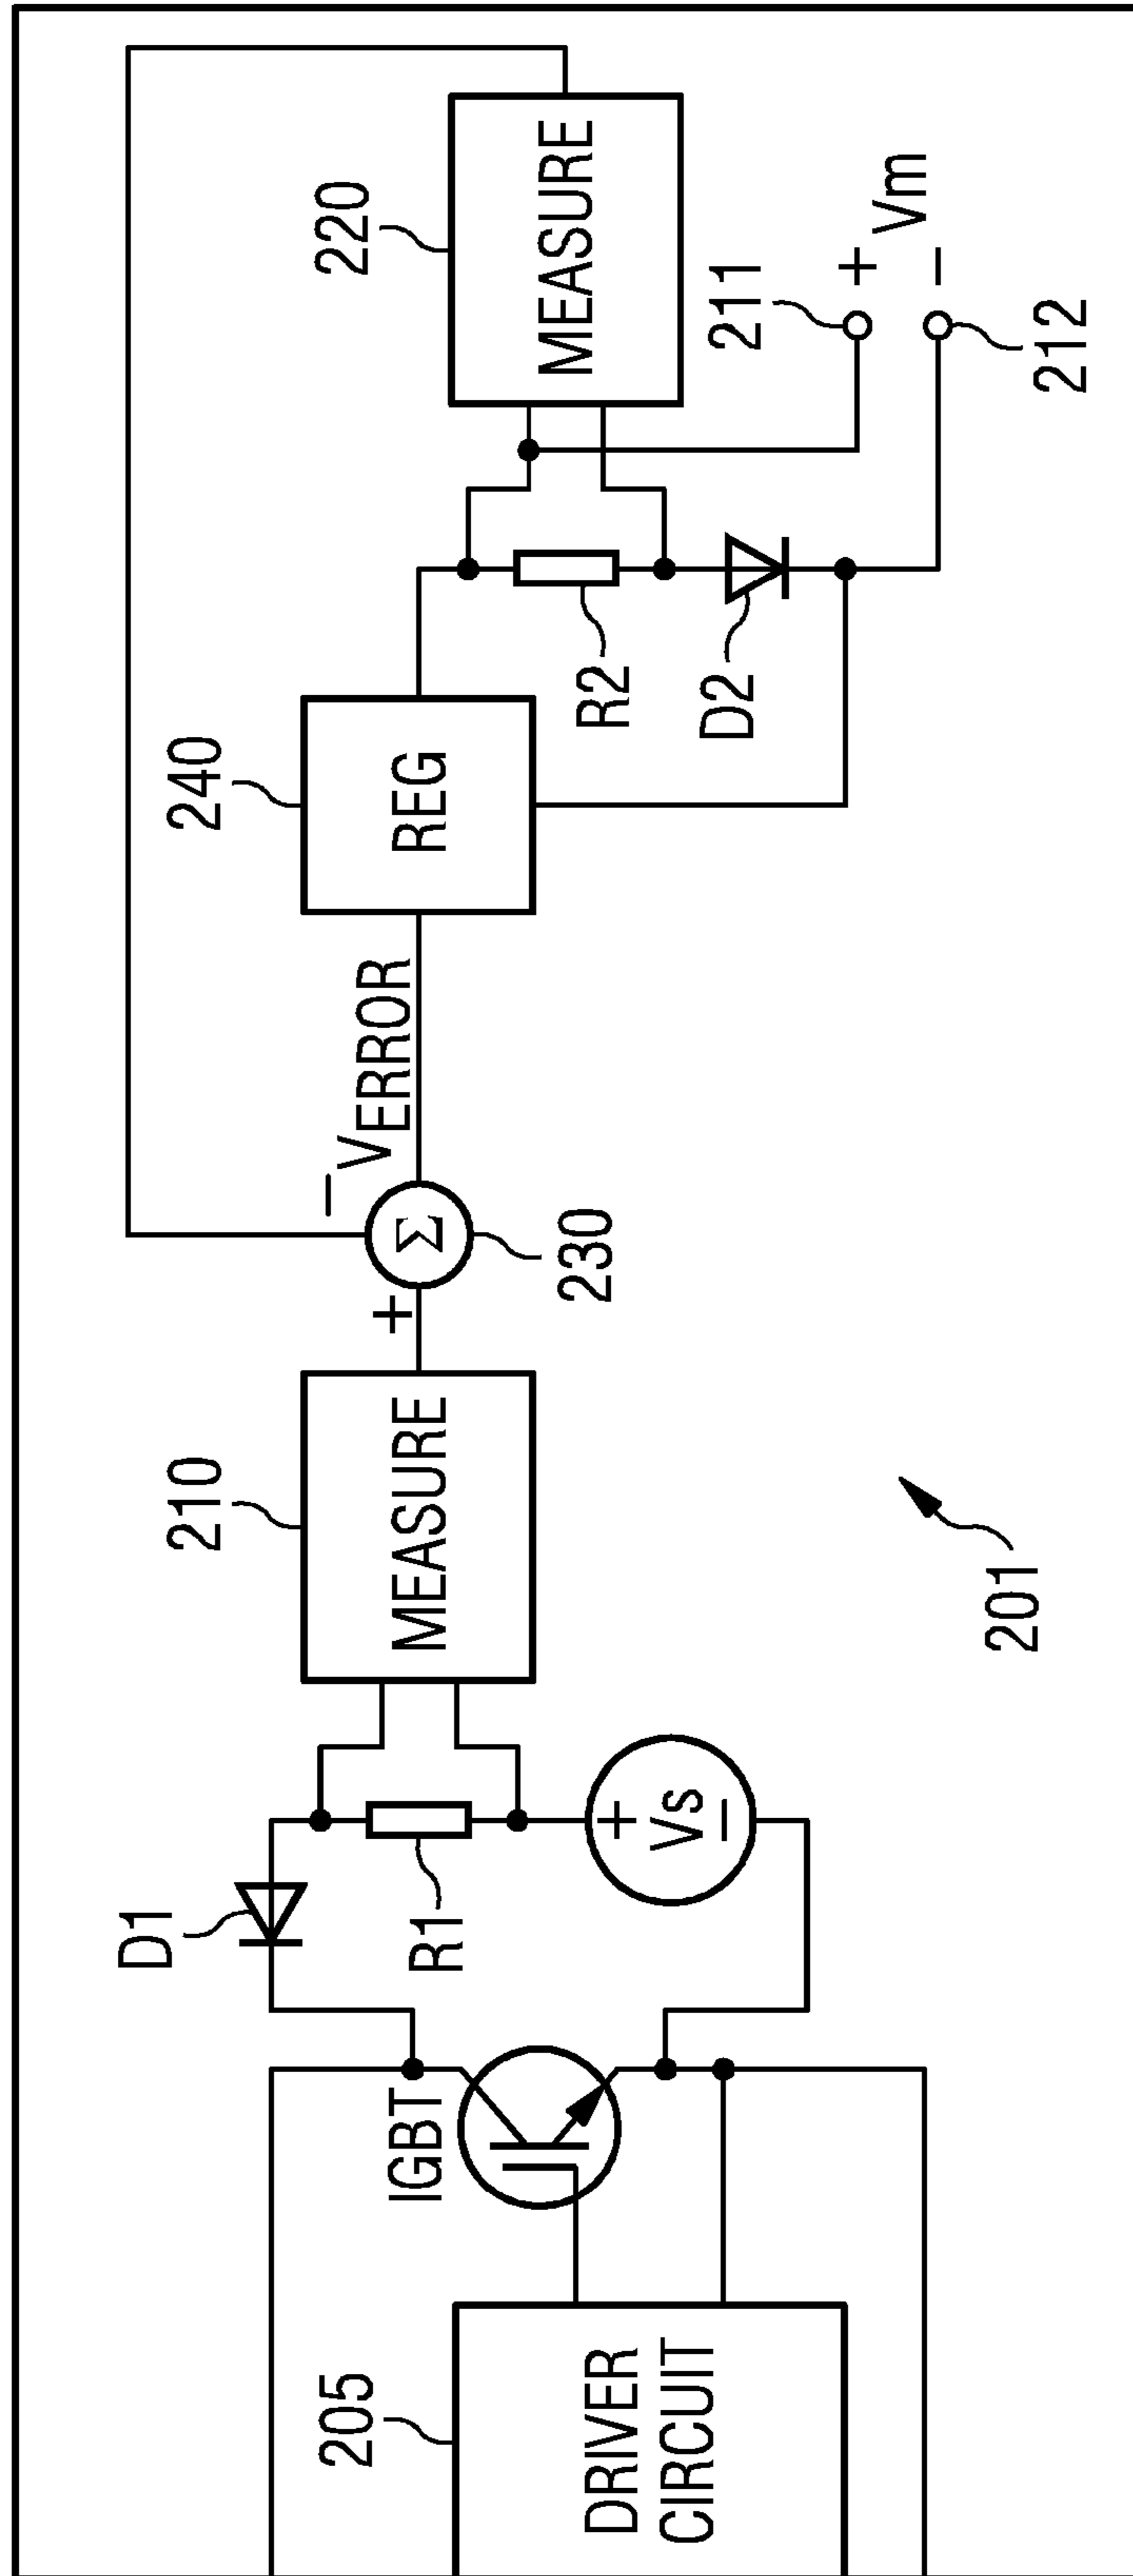 205
DRIVER
CIRCUIT
IGBT
D1
R1
+
Vs
−
210
MEASURE
+
Σ
230
−
VERROR
240
REG
R2
D2
220
MEASURE
211
+
Vm
−
212
201